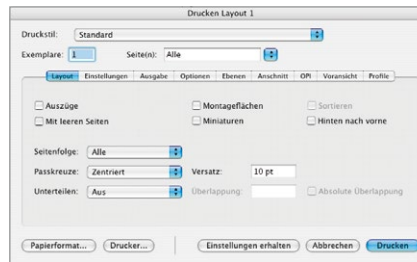 Drucken Layout 1
Druckstil: Standard
Exemplare: 1 Seite(n): Alle
Layout Einstellungen Ausgabe Optionen Ebenen Anschnitt OPI Voransicht Profile
Auszüge Montageflächen Sortieren
Mit leeren Seiten Miniaturen Hinten nach vorne
Seitenfolge: Alle
Passkreuze: Zentriert Versatz: 10 pt
Unterteilen: Aus Überlappung: Absolute Überlappung
Papierformat... Drucker... Einstellungen erhalten Abbrechen Drucken